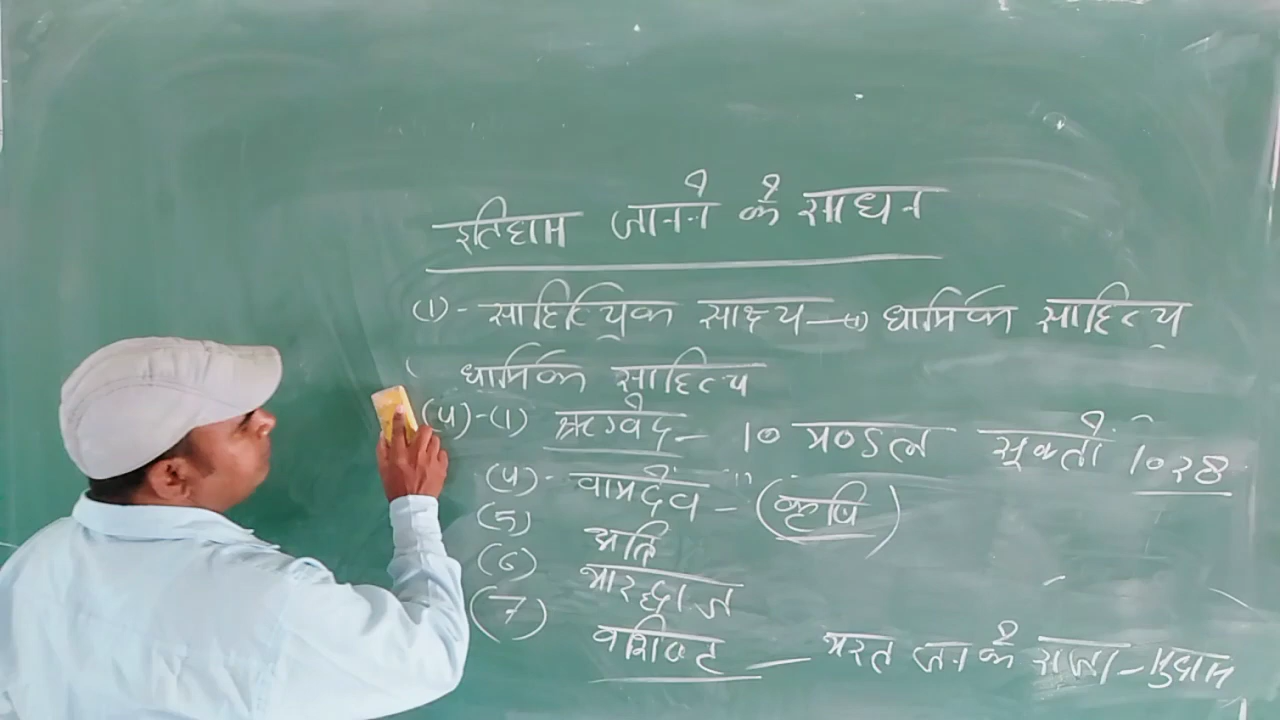 इतिहास जानने के साधन
(1)- साहित्यिक साक्ष्य — धार्मिक साहित्य
धार्मिक साहित्य
(4)-(1) ऋग्वेद - 10 मण्डल सूक्तों 1028
(4)- वामदेव - " (कृषि)
(5) अत्रि
(6) भारद्वाज
(7) वशिष्ट — भरत जन के राजा - सुदास